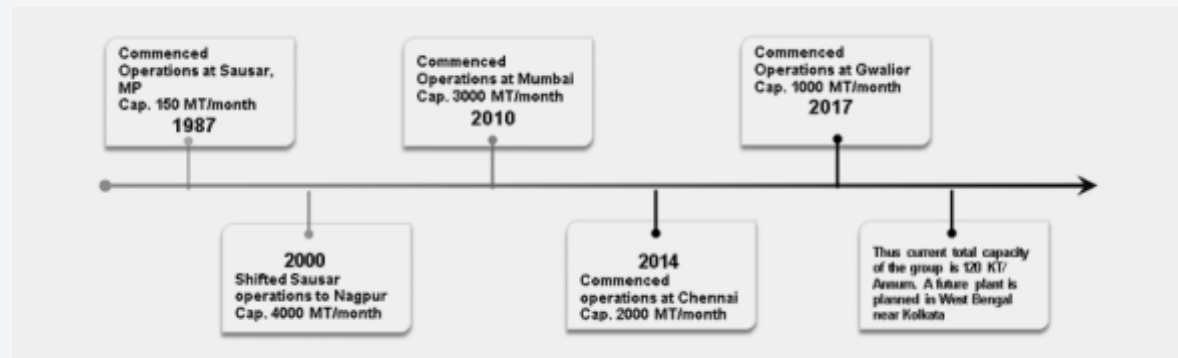 Commenced
Operations at Sausar,
MP
Cap. 150 MT/month
1987
2000
Shifted Sausar
operations to Nagpur
Cap. 4000 MT/month
Commenced
Operations at Mumbai
Cap. 3000 MT/month
2010
2014
Commenced
operations at Chennai
Cap. 2000 MT/month
Commenced
Operations at Gwalior
Cap. 1000 MT/month
2017
Thus current total capacity
of the group is 120 KT/
Annum. A future plant is
planned in West Bengal
near Kolkata